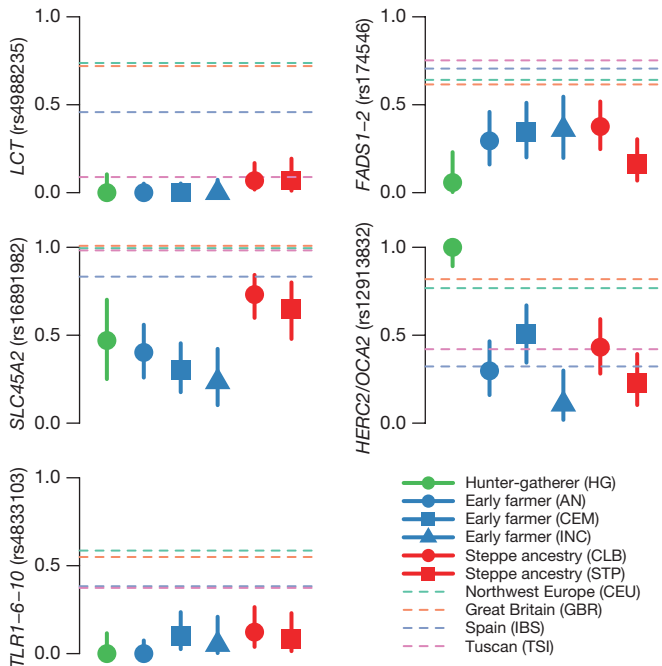 LCT (rs4988235)
1.0
0.5
0.0
FADS1–2 (rs174546)
1.0
0.5
0.0
SLC45A2 (rs16891982)
1.0
0.5
0.0
HERC2/OCA2 (rs12913832)
1.0
0.5
0.0
TLR1–6–10 (rs4833103)
1.0
0.5
0.0
Hunter-gatherer (HG)
Early farmer (AN)
Early farmer (CEM)
Early farmer (INC)
Steppe ancestry (CLB)
Steppe ancestry (STP)
Northwest Europe (CEU)
Great Britain (GBR)
Spain (IBS)
Tuscan (TSI)